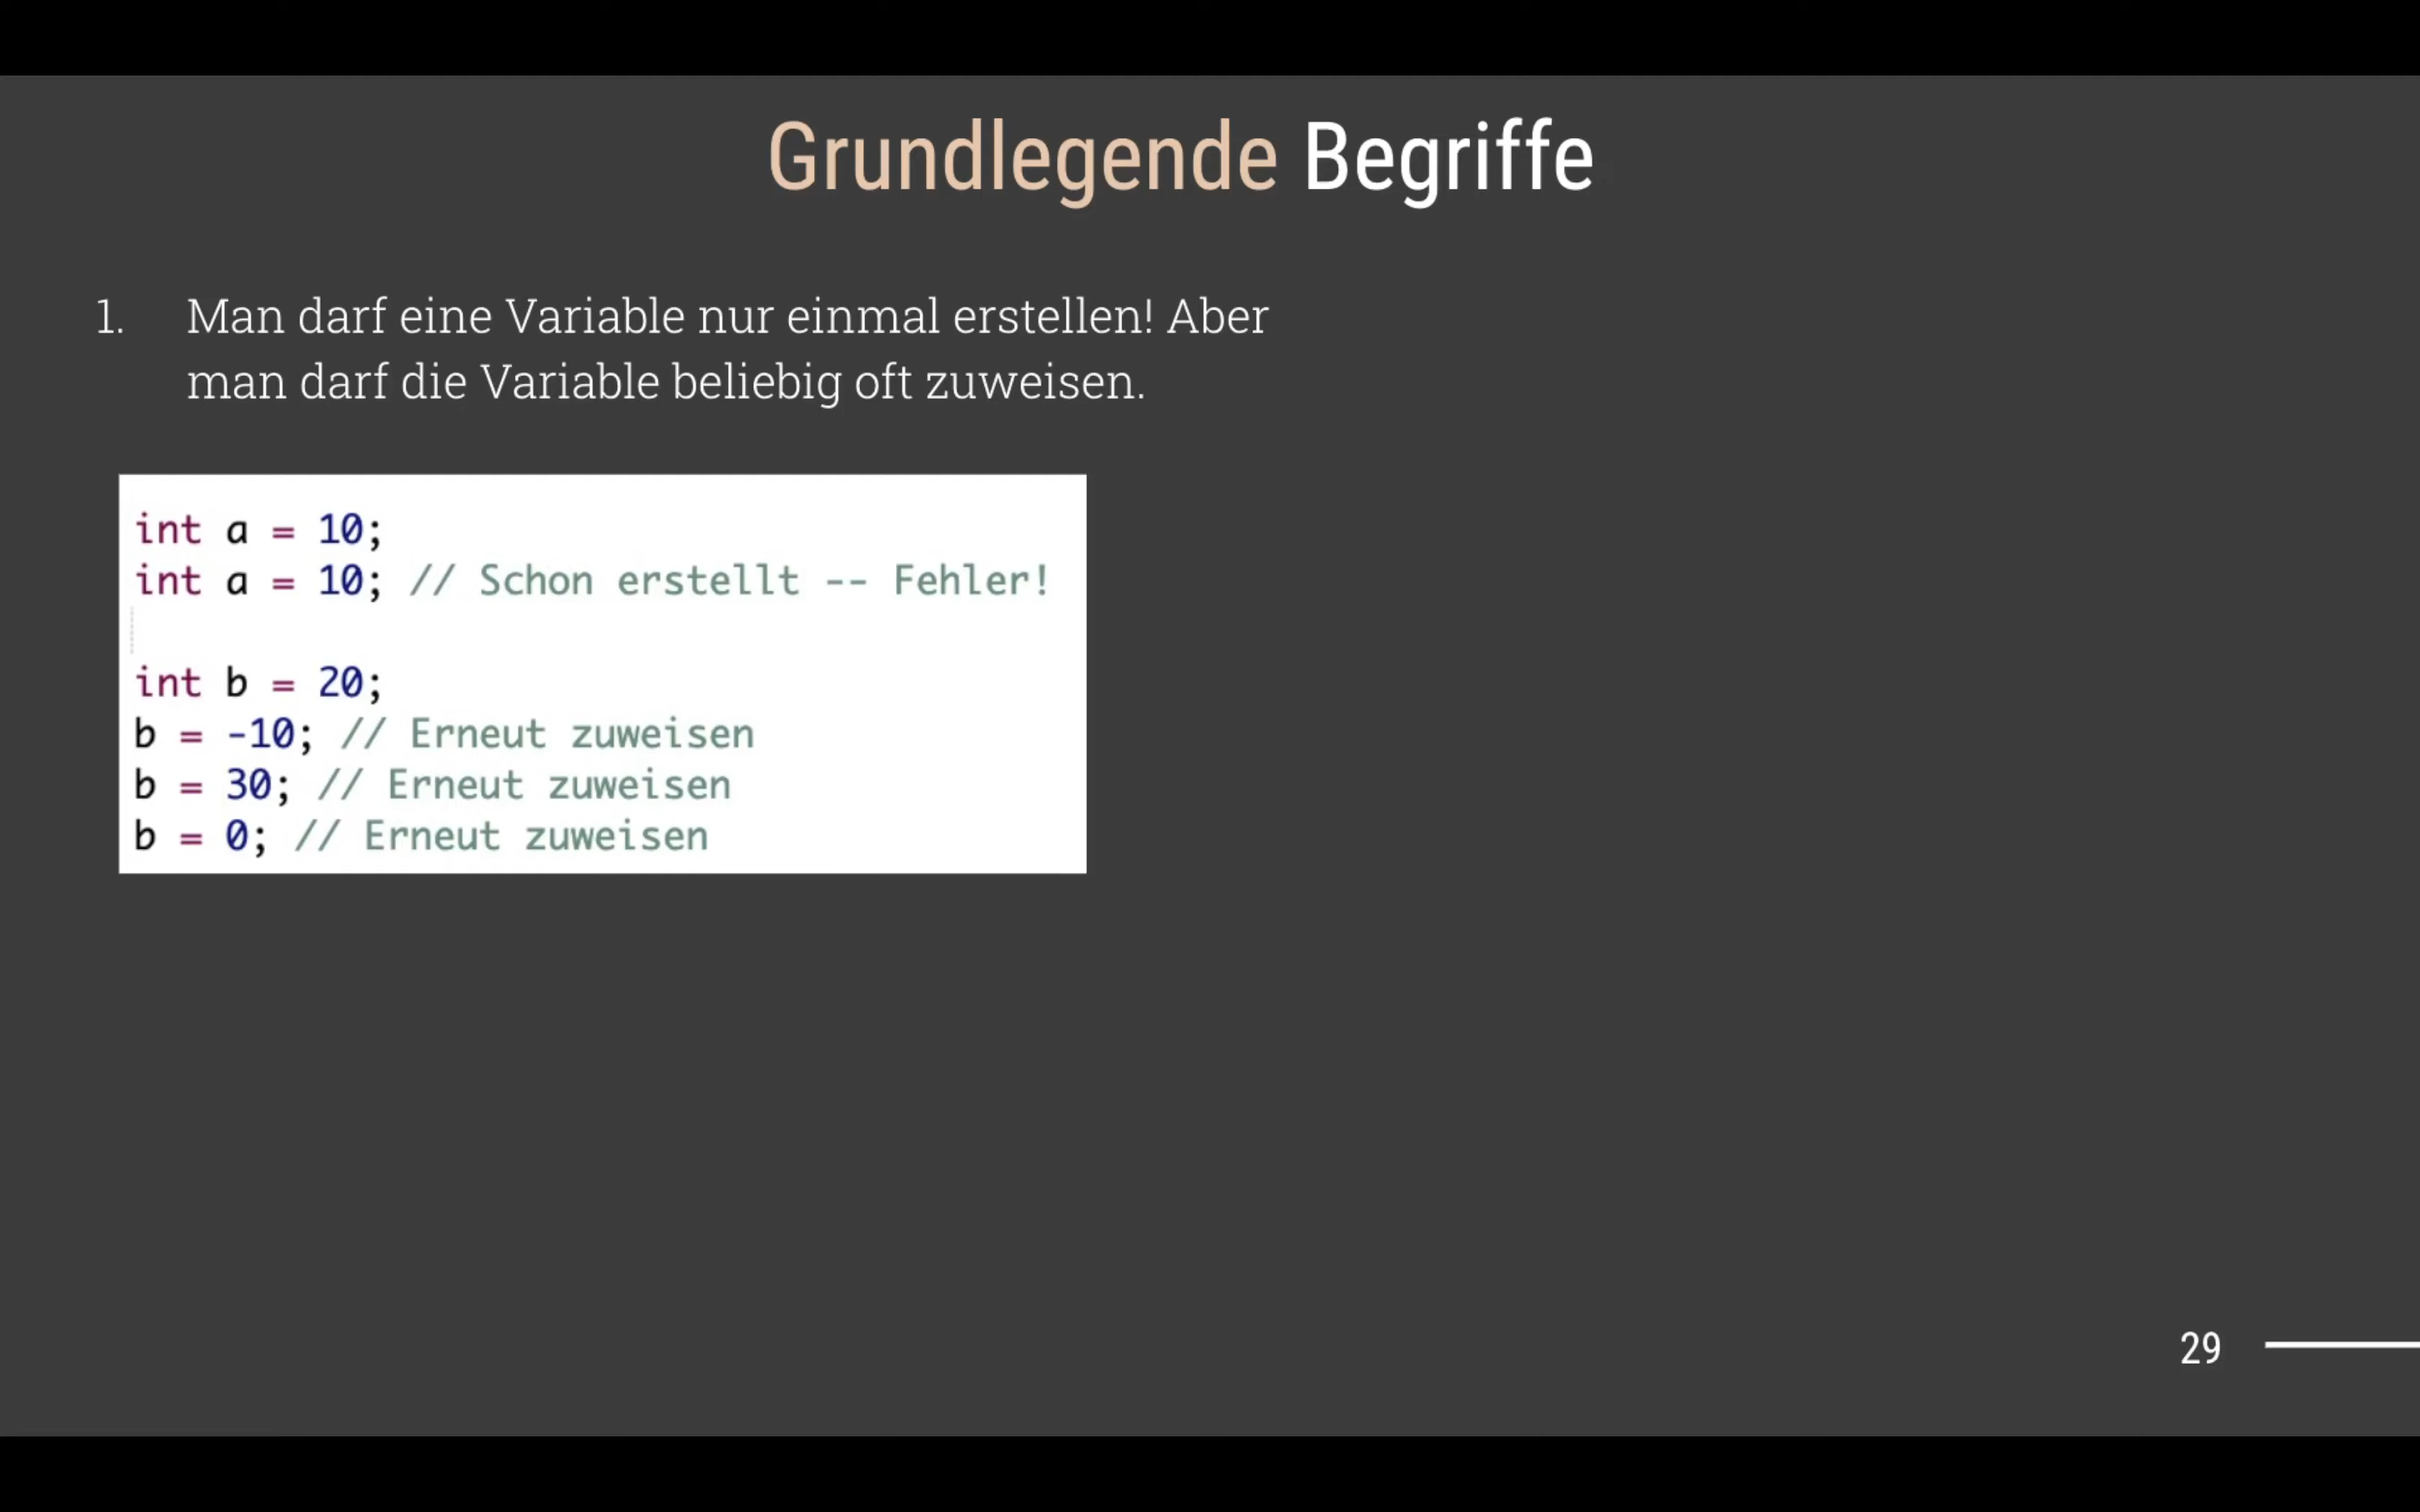 Grundlegende Begriffe
1. Man darf eine Variable nur einmal erstellen! Aber
man darf die Variable beliebig oft zuweisen.
int a = 10;
int a = 10; // Schon erstellt -- Fehler!
int b = 20;
b = -10; // Erneut zuweisen
b = 30; // Erneut zuweisen
b = 0; // Erneut zuweisen
29